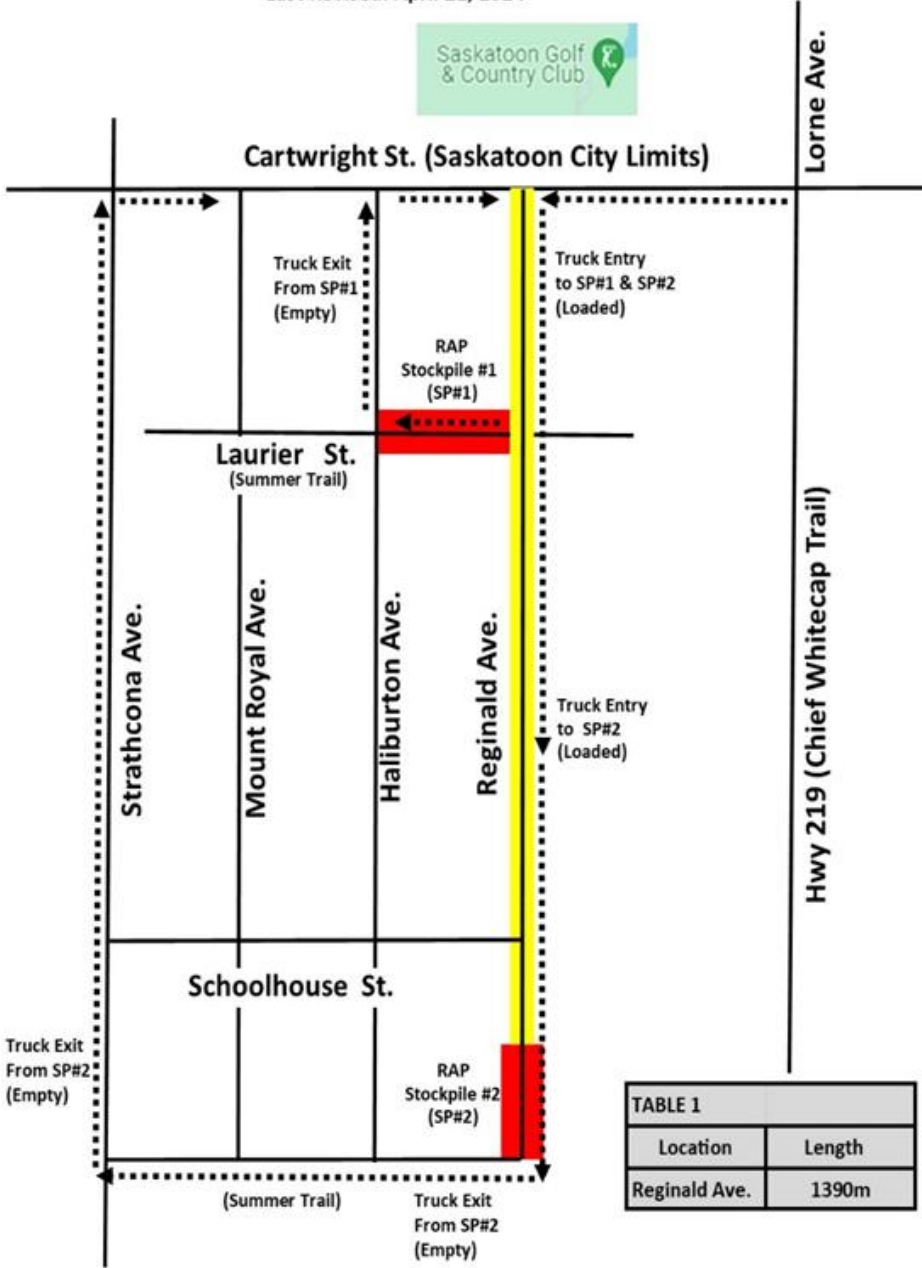 Saskatoon Golf
& Country Club
Lorne Ave.
Cartwright St. (Saskatoon City Limits)
Truck Exit
From SP#1
(Empty)
Truck Entry
to SP#1 & SP#2
(Loaded)
RAP
Stockpile #1
(SP#1)
Laurier St.
(Summer Trail)
Strathcona Ave.
Mount Royal Ave.
Haliburton Ave.
Reginald Ave.
Hwy 219 (Chief Whitecap Trail)
Truck Entry
to SP#2
(Loaded)
Schoolhouse St.
Truck Exit
From SP#2
(Empty)
RAP
Stockpile #2
(SP#2)
(Summer Trail)
Truck Exit
From SP#2
(Empty)
TABLE 1
Location Length
Reginald Ave. 1390m